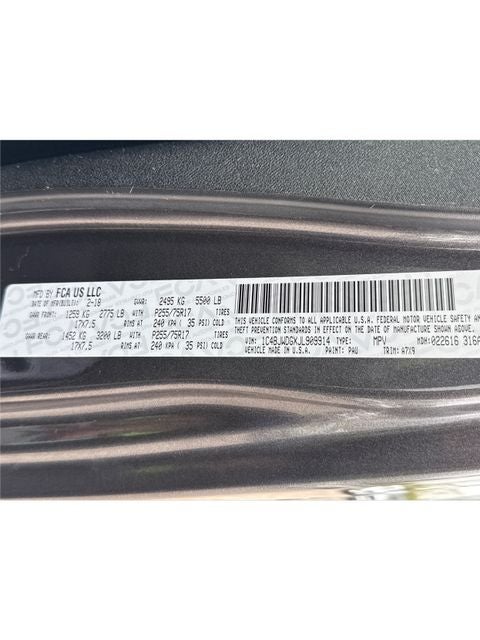 MFD BY FCA US LLC
DATE OF MFR(BUILE): 2-18 GVWR: 2495 KG 5500 LB
GAWR FRONT: 1259 KG 2775 LB WITH P255/75R17 TIRES
17X7.5 RIMS AT 240 KPA ( 35 PSI) COLD
GAWR REAR: 1452 KG 3200 LB WITH P255/75R17 TIRES
17X7.5 RIMS AT 240 KPA ( 35 PSI) COLD
THIS VEHICLE CONFORMS TO ALL APPLICABLE U.S.A. FEDERAL MOTOR VEHICLE SAFETY AN
THEFT PREVENTION STANDARDS IN EFFECT ON THE DATE OF MANUFACTURE SHOWN ABOVE.
VIN: 1C4BJWDGXJL909914 TYPE: MPV MDH: 022616 316A
VEHICLE MADE IN U.S.A. PAINT: PAU TRIM: A7X9